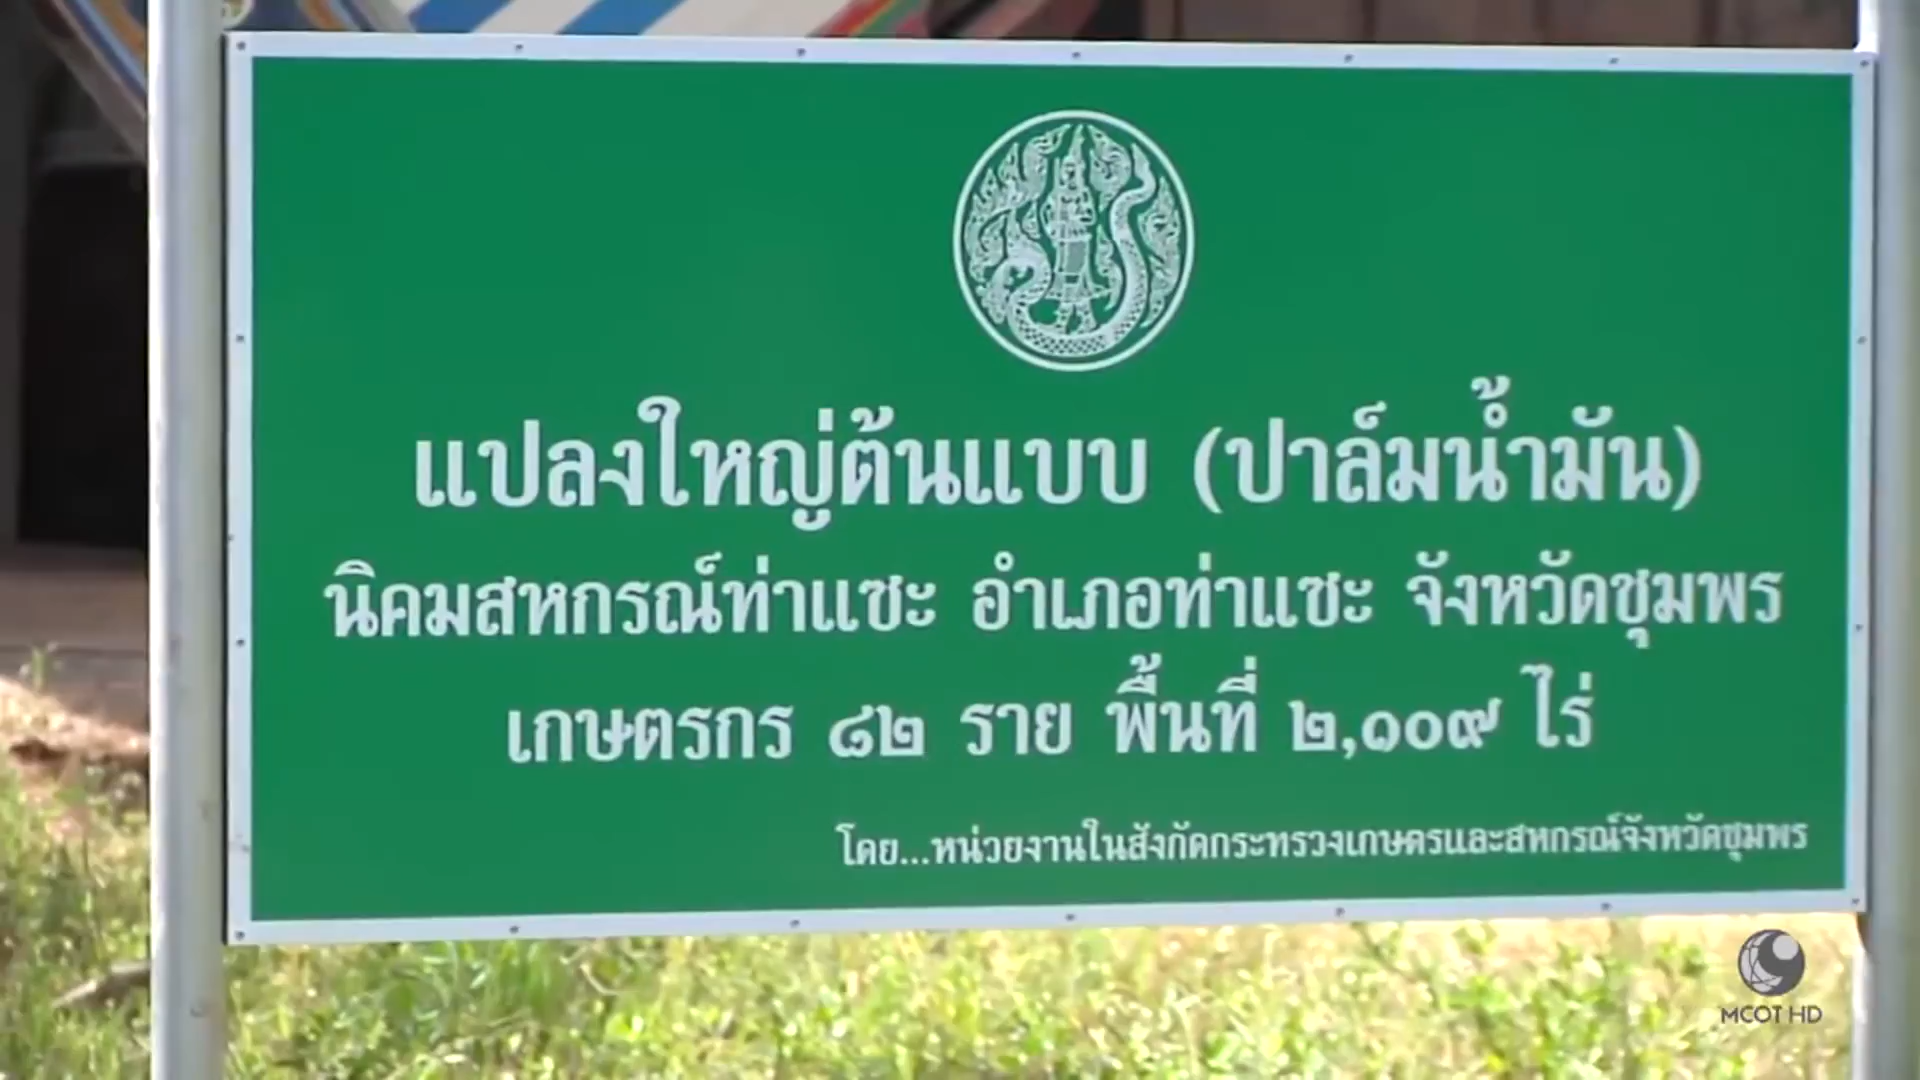 แปลงใหญ่ต้นแบบ (ปาล์มน้ำมัน)
นิคมสหกรณ์ท่าแซะ อำเภอท่าแซะ จังหวัดชุมพร
เกษตรกร ๘๒ ราย พื้นที่ ๒,๑๐๙ ไร่
โดย...หน่วยงานในสังกัดกระทรวงเกษตรและสหกรณ์จังหวัดชุมพร
MCOT HD